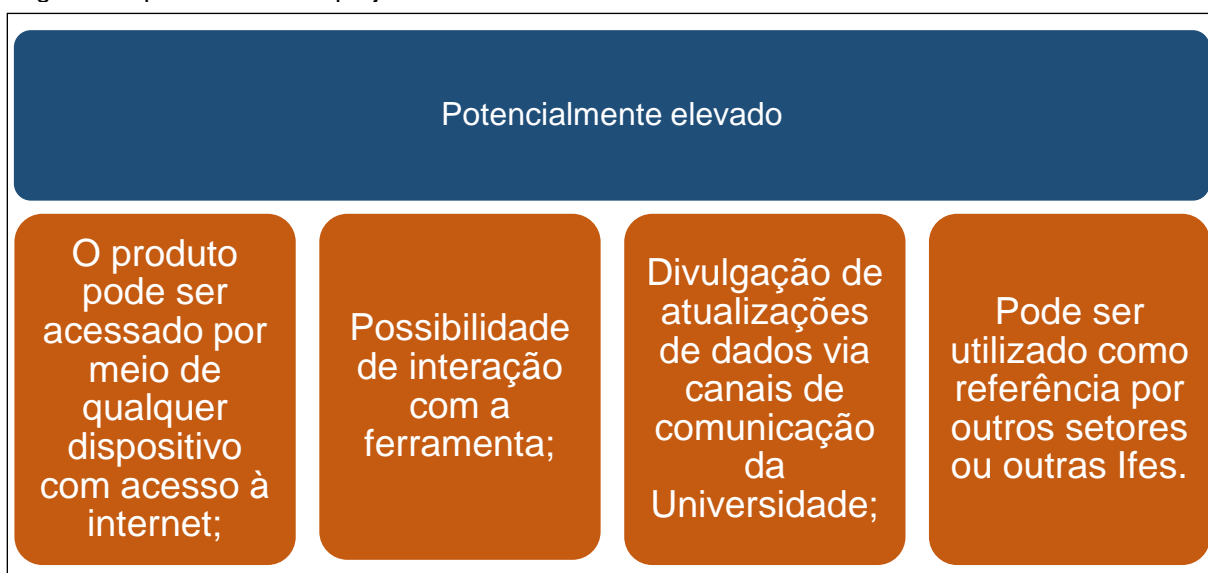 Potencialmente elevado
O produto
pode ser
acessado por
meio de
qualquer
dispositivo
com acesso à
internet;
Possibilidade
de interação
com a
ferramenta;
Divulgação de
atualizações
de dados via
canais de
comunicação
da
Universidade;
Pode ser
utilizado como
referência por
outros setores
ou outras Ifes.